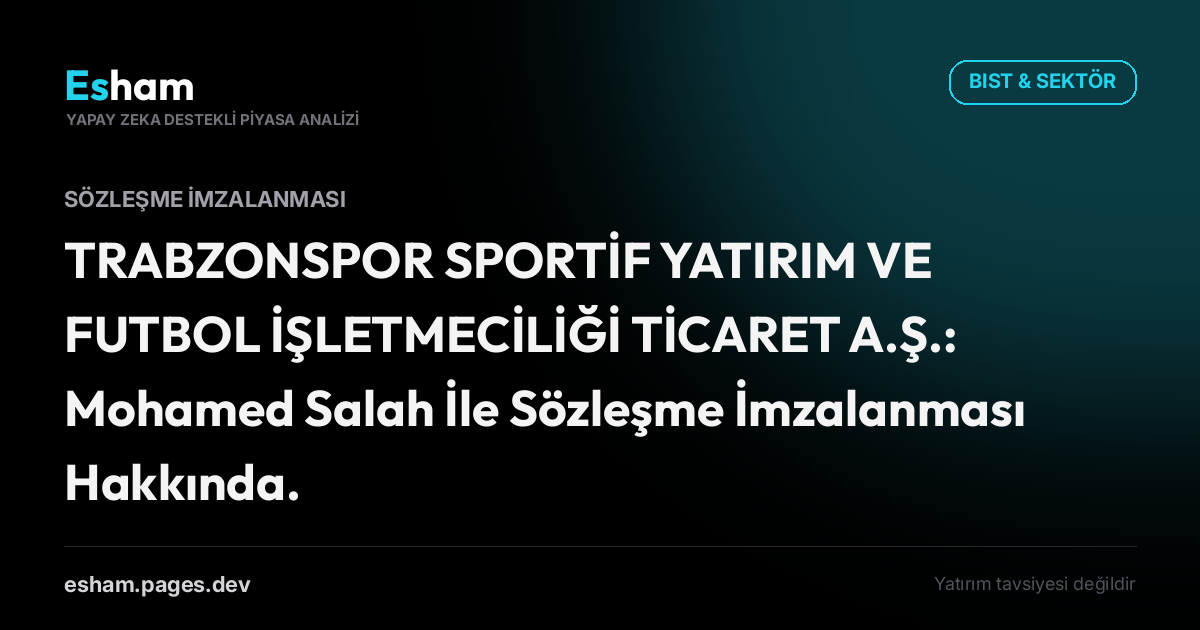 Esham
BIST & SEKTÖR
YAPAY ZEKA DESTEKLİ PİYASA ANALİZİ
SÖZLEŞME İMZALANMASI
TRABZONSPOR SPORTİF YATIRIM VE
FUTBOL İŞLETMECİLİĞİ TİCARET A.Ş.:
Mohamed Salah İle Sözleşme İmzalanması
Hakkında.
esham.pages.dev
Yatırım tavsiyesi değildir